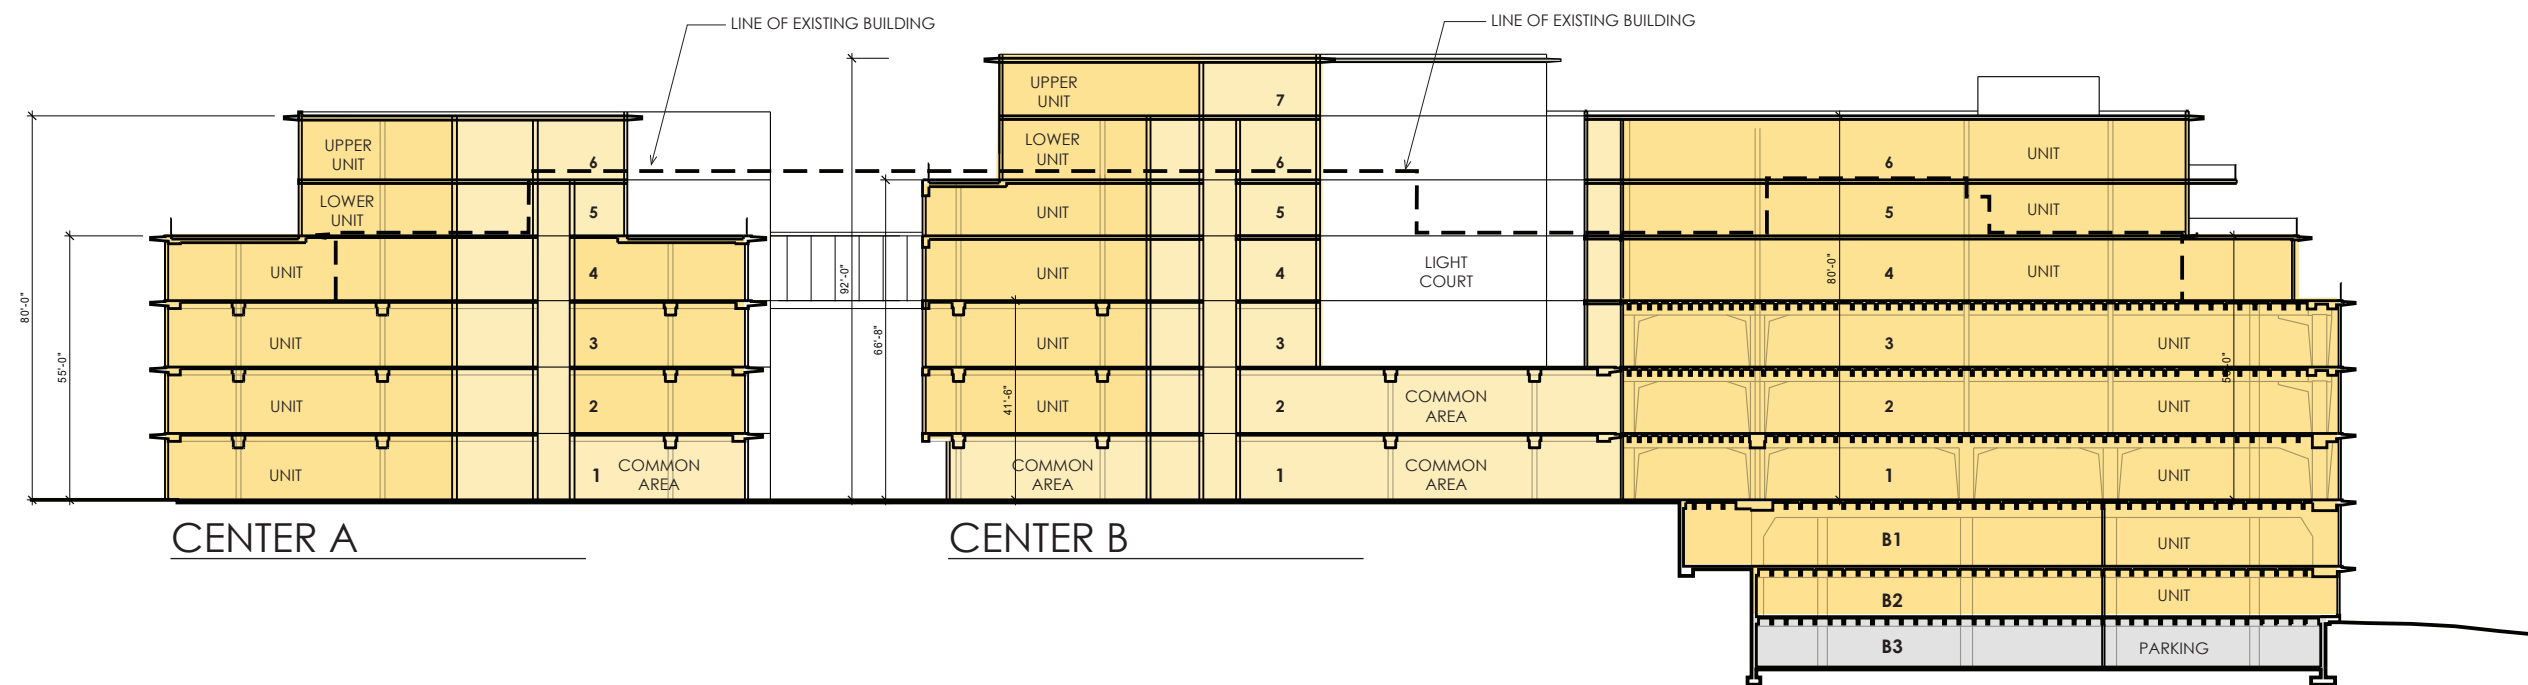 LINE OF EXISTING BUILDING
LINE OF EXISTING BUILDING
80'-0"
55'-0"
UPPER
UNIT
6
LOWER
UNIT
5
UNIT
4
UNIT
3
UNIT
2
UNIT
1
COMMON
AREA
CENTER A
92'-0"
66'-8"
41'-6"
UPPER
UNIT
7
LOWER
UNIT
6
UNIT
5
UNIT
4
LIGHT
COURT
UNIT
3
UNIT
2
COMMON
AREA
COMMON
AREA
1
COMMON
AREA
CENTER B
80'-0"
6
UNIT
5
UNIT
4
UNIT
3
UNIT
2
UNIT
1
UNIT
B1
UNIT
B2
UNIT
B3
PARKING